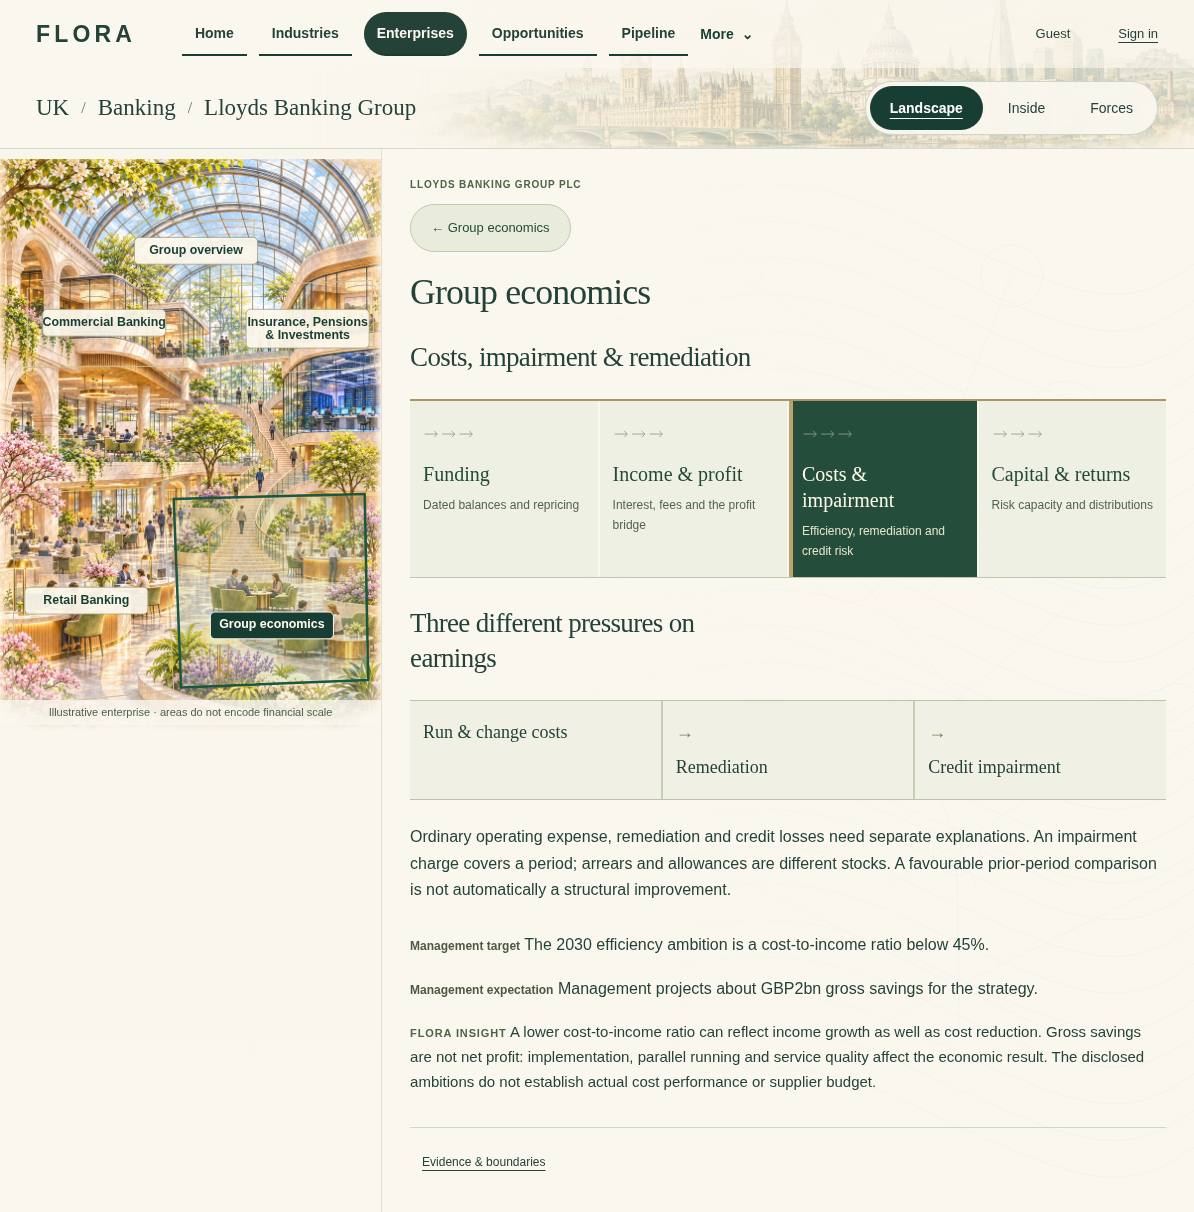 FLORA
Home
Industries
Enterprises
Opportunities
Pipeline
More ⌄
Guest
Sign in
UK / Banking / Lloyds Banking Group
Landscape
Inside
Forces
Group overview
Commercial Banking
Insurance, Pensions
& Investments
Retail Banking
Group economics
Illustrative enterprise · areas do not encode financial scale
LLOYDS BANKING GROUP PLC
← Group economics
Group economics
Costs, impairment & remediation
→→→
Funding
Dated balances and repricing
→→→
Income & profit
Interest, fees and the profit
bridge
→→→
Costs &
impairment
Efficiency, remediation and
credit risk
→→→
Capital & returns
Risk capacity and distributions
Three different pressures on
earnings
Run & change costs
→
Remediation
→
Credit impairment
Ordinary operating expense, remediation and credit losses need separate explanations. An impairment
charge covers a period; arrears and allowances are different stocks. A favourable prior-period comparison
is not automatically a structural improvement.
Management target The 2030 efficiency ambition is a cost-to-income ratio below 45%.
Management expectation Management projects about GBP2bn gross savings for the strategy.
FLORA INSIGHT A lower cost-to-income ratio can reflect income growth as well as cost reduction. Gross savings
are not net profit: implementation, parallel running and service quality affect the economic result. The disclosed
ambitions do not establish actual cost performance or supplier budget.
Evidence & boundaries